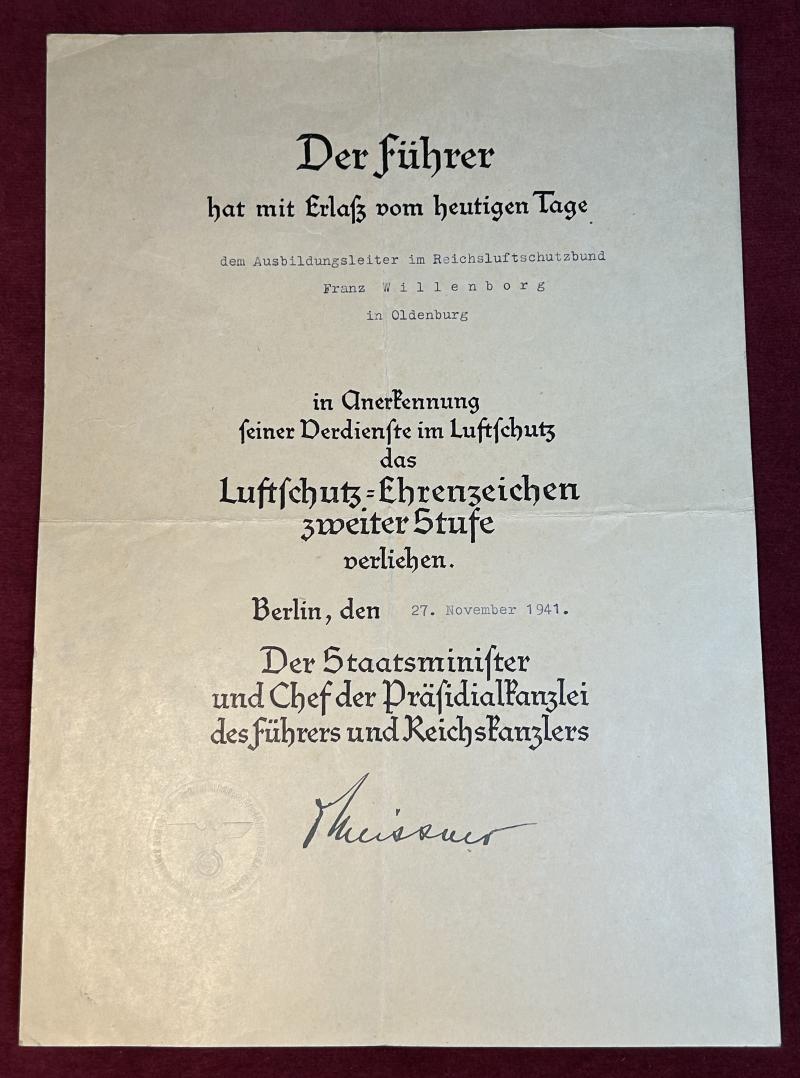 Der Führer
hat mit Erlaß vom heutigen Tage
dem Ausbildungsleiter im Reichsluftschutzbund
Franz W i l l e n b o r g
in Oldenburg
in Anerkennung
seiner Verdienste im Luftschutz
das
Luftschutz-Ehrenzeichen
zweiter Stufe
verliehen.
Berlin, den 27. November 1941.
Der Staatsminister
und Chef der Präsidialkanzlei
des Führers und Reichskanzlers
Meissner